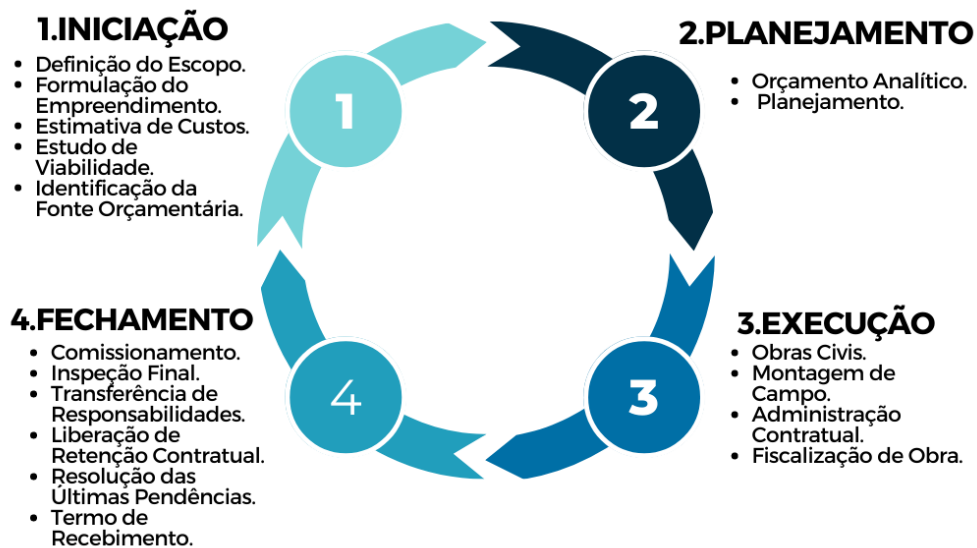 1.INICIAÇÃO
• Definição do Escopo.
• Formulação do
Empreendimento.
• Estimativa de Custos.
• Estudo de
Viabilidade.
• Identificação da
Fonte Orçamentária.
1
2
2.PLANEJAMENTO
• Orçamento Analítico.
• Planejamento.
3.EXECUÇÃO
• Obras Civis.
• Montagem de
Campo.
• Administração
Contratual.
• Fiscalização de Obra.
3
4
4.FECHAMENTO
• Comissionamento.
• Inspeção Final.
• Transferência de
Responsabilidades.
• Liberação de
Retenção Contratual.
• Resolução das
Últimas Pendências.
• Termo de
Recebimento.